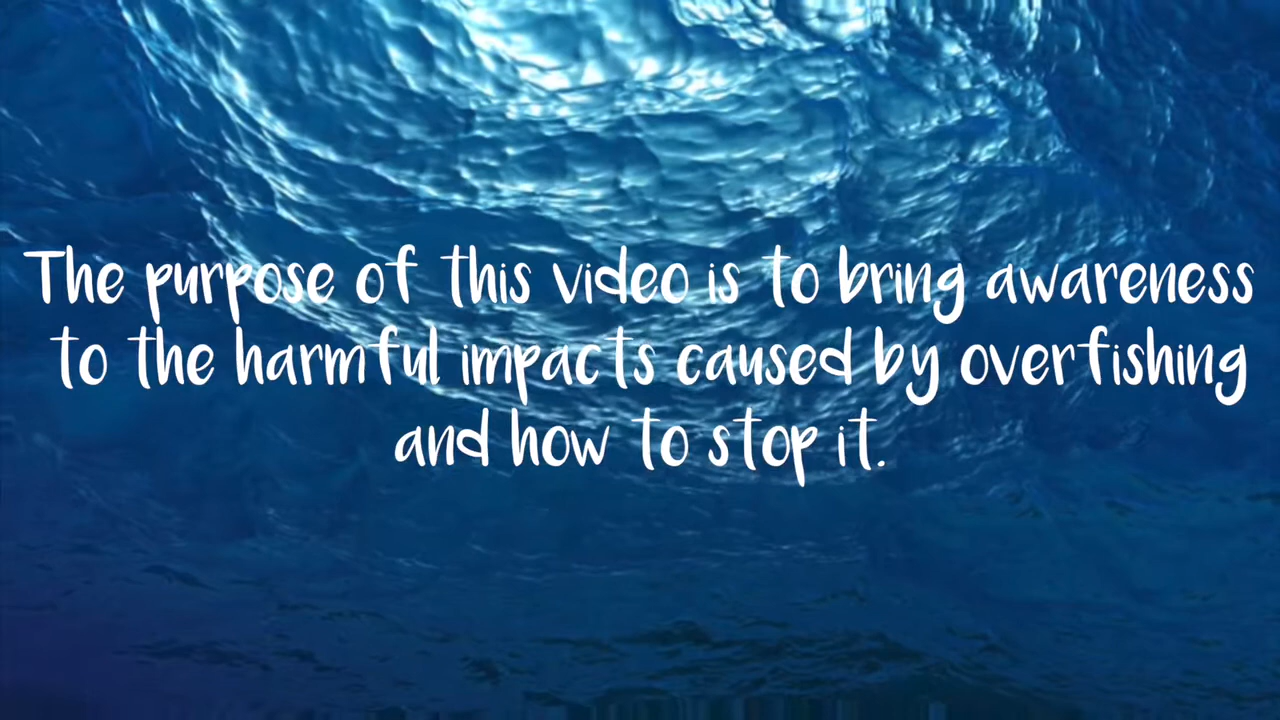 The purpose of this video is to bring awareness
to the harmful impacts caused by overfishing
and how to stop it.